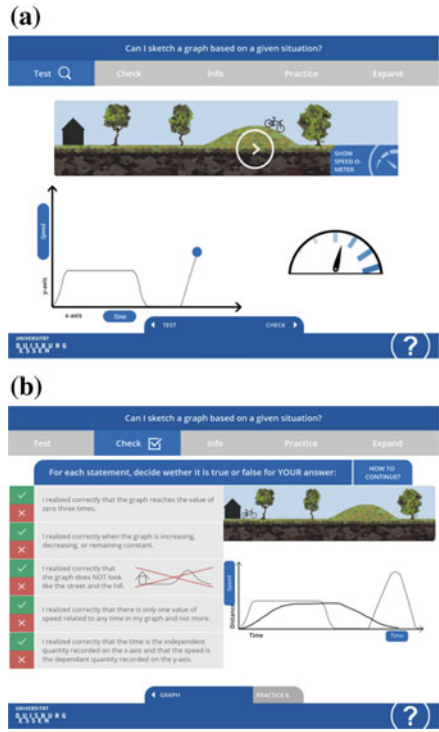 (a)
Can I sketch a graph based on a given situation?
Test Check Info Practice Expand
SHOW
SPEED-O-
METER
Speed
y-axis
x-axis Time
TEST CHECK
UNIVERSITÄT
DUISBURG
ESSEN
(?)
(b)
Can I sketch a graph based on a given situation?
Test Check Info Practice Expand
For each statement, decide wether it is true or false for YOUR answer:
HOW TO
CONTINUE?
I realized correctly that the graph reaches the value of
zero three times.
I realized correctly when the graph is increasing,
decreasing, or remaining constant.
I realized correctly that
the graph does NOT look
like the street and the hill.
I realized correctly that there is only one value of
speed related to any time in my graph and not more.
I realized correctly that the time is the independent
quantity recorded on the x-axis and that the speed is
the dependant quantity recorded on the y-axis.
Speed
Distance
Time Time
GRAPH PRACTICE 6
UNIVERSITÄT
DUISBURG
ESSEN
(?)